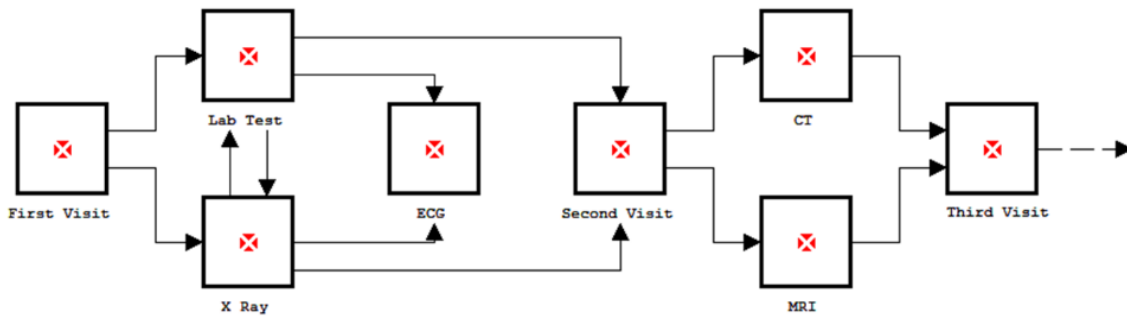 Lab Test
CT
First Visit
ECG
Second Visit
Third Visit
X Ray
MRI